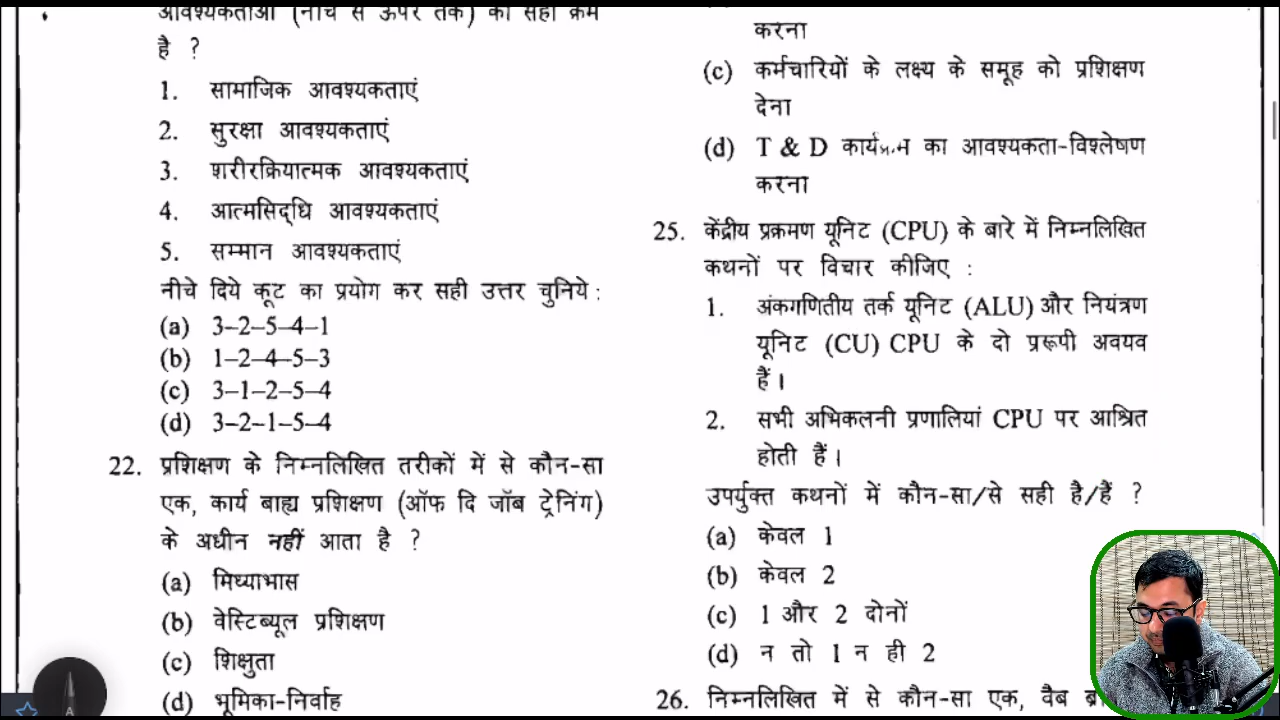 आवश्यकताओं (नीचे से ऊपर तक) का सही क्रम
है ?
1. सामाजिक आवश्यकताएं
2. सुरक्षा आवश्यकताएं
3. शरीरक्रियात्मक आवश्यकताएं
4. आत्मसिद्धि आवश्यकताएं
5. सम्मान आवश्यकताएं
नीचे दिये कूट का प्रयोग कर सही उत्तर चुनिये :
(a) 3–2–5–4–1
(b) 1–2–4–5–3
(c) 3–1–2–5–4
(d) 3–2–1–5–4
22. प्रशिक्षण के निम्नलिखित तरीकों में से कौन-सा
एक, कार्य बाह्य प्रशिक्षण (ऑफ दि जॉब ट्रेनिंग)
के अधीन नहीं आता है ?
(a) मिथ्याभास
(b) वेस्टिब्यूल प्रशिक्षण
(c) शिक्षुता
(d) भूमिका-निर्वाह
करना
(c) कर्मचारियों के लक्ष्य के समूह को प्रशिक्षण
देना
(d) T & D का आवश्यकता-विश्लेषण
करना
25. केंद्रीय प्रक्रमण यूनिट (CPU) के बारे में निम्नलिखित
कथनों पर विचार कीजिए :
1. अंकगणितीय तर्क यूनिट (ALU) और नियंत्रण
यूनिट (CU) CPU के दो प्ररूपी अवयव
हैं ।
2. सभी अभिकलनी प्रणालियां CPU पर आश्रित
होती हैं ।
उपर्युक्त कथनों में कौन-सा/से सही है/हैं ?
(a) केवल 1
(b) केवल 2
(c) 1 और 2 दोनों
(d) न तो 1 न ही 2
26. निम्नलिखित में से कौन-सा एक, वैब